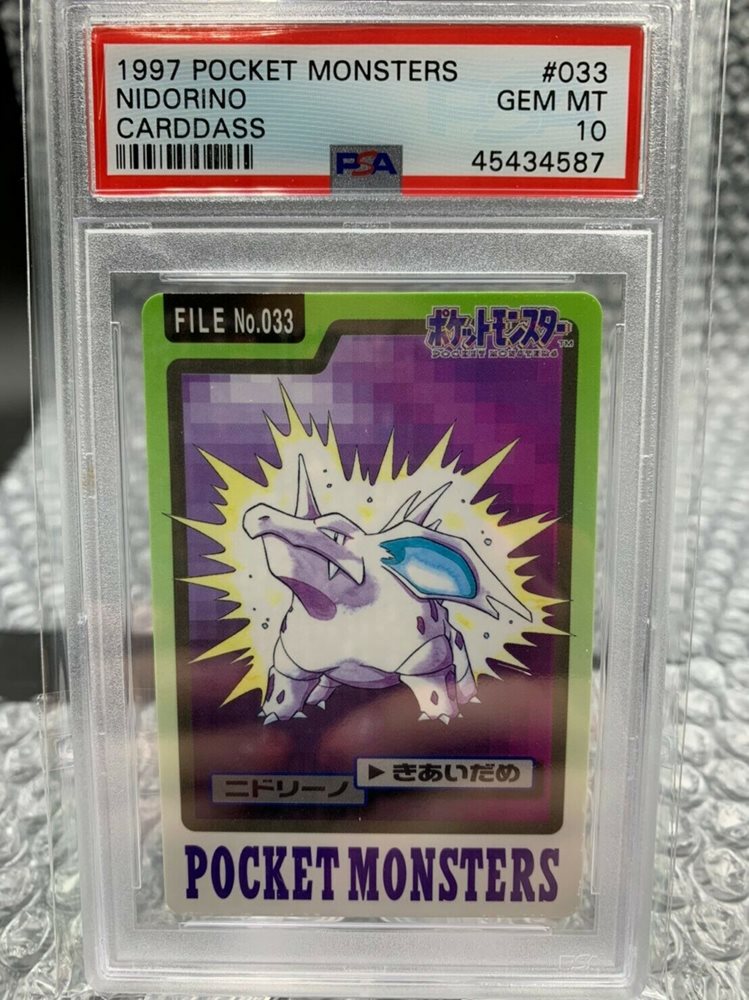 1997 POCKET MONSTERS #033
NIDORINO GEM MT
CARDDASS 10
PSA 45434587
FILE No.033
ポケットモンスター TM
POCKET MONSTERS
ニドリーノ
▶きあいだめ
POCKET MONSTERS